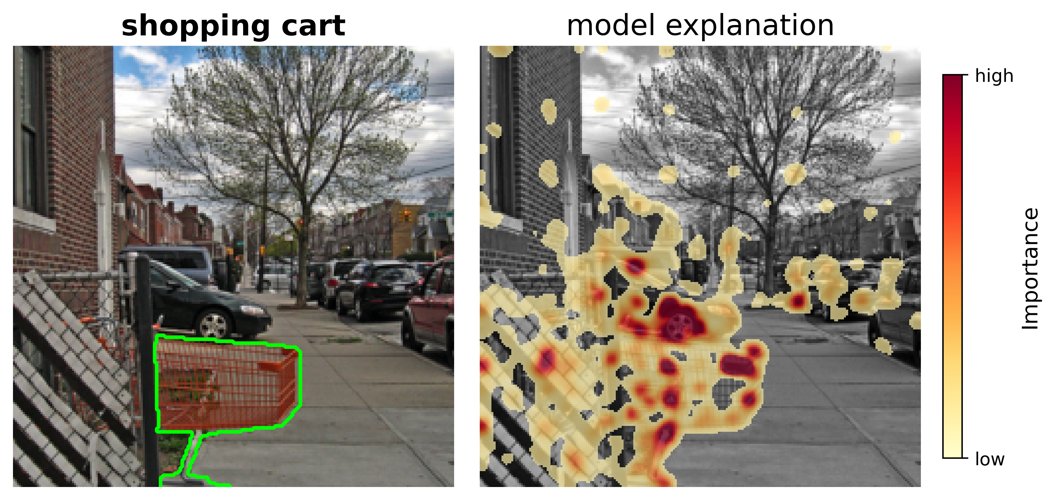 shopping cart
model explanation
high
Importance
low